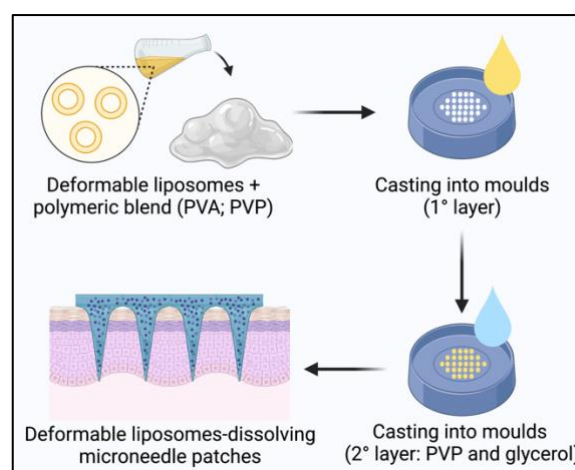 Deformable liposomes +
polymeric blend (PVA; PVP)
Casting into moulds
(1° layer)
Deformable liposomes-dissolving
microneedle patches
Casting into moulds
(2° layer: PVP and glycerol)